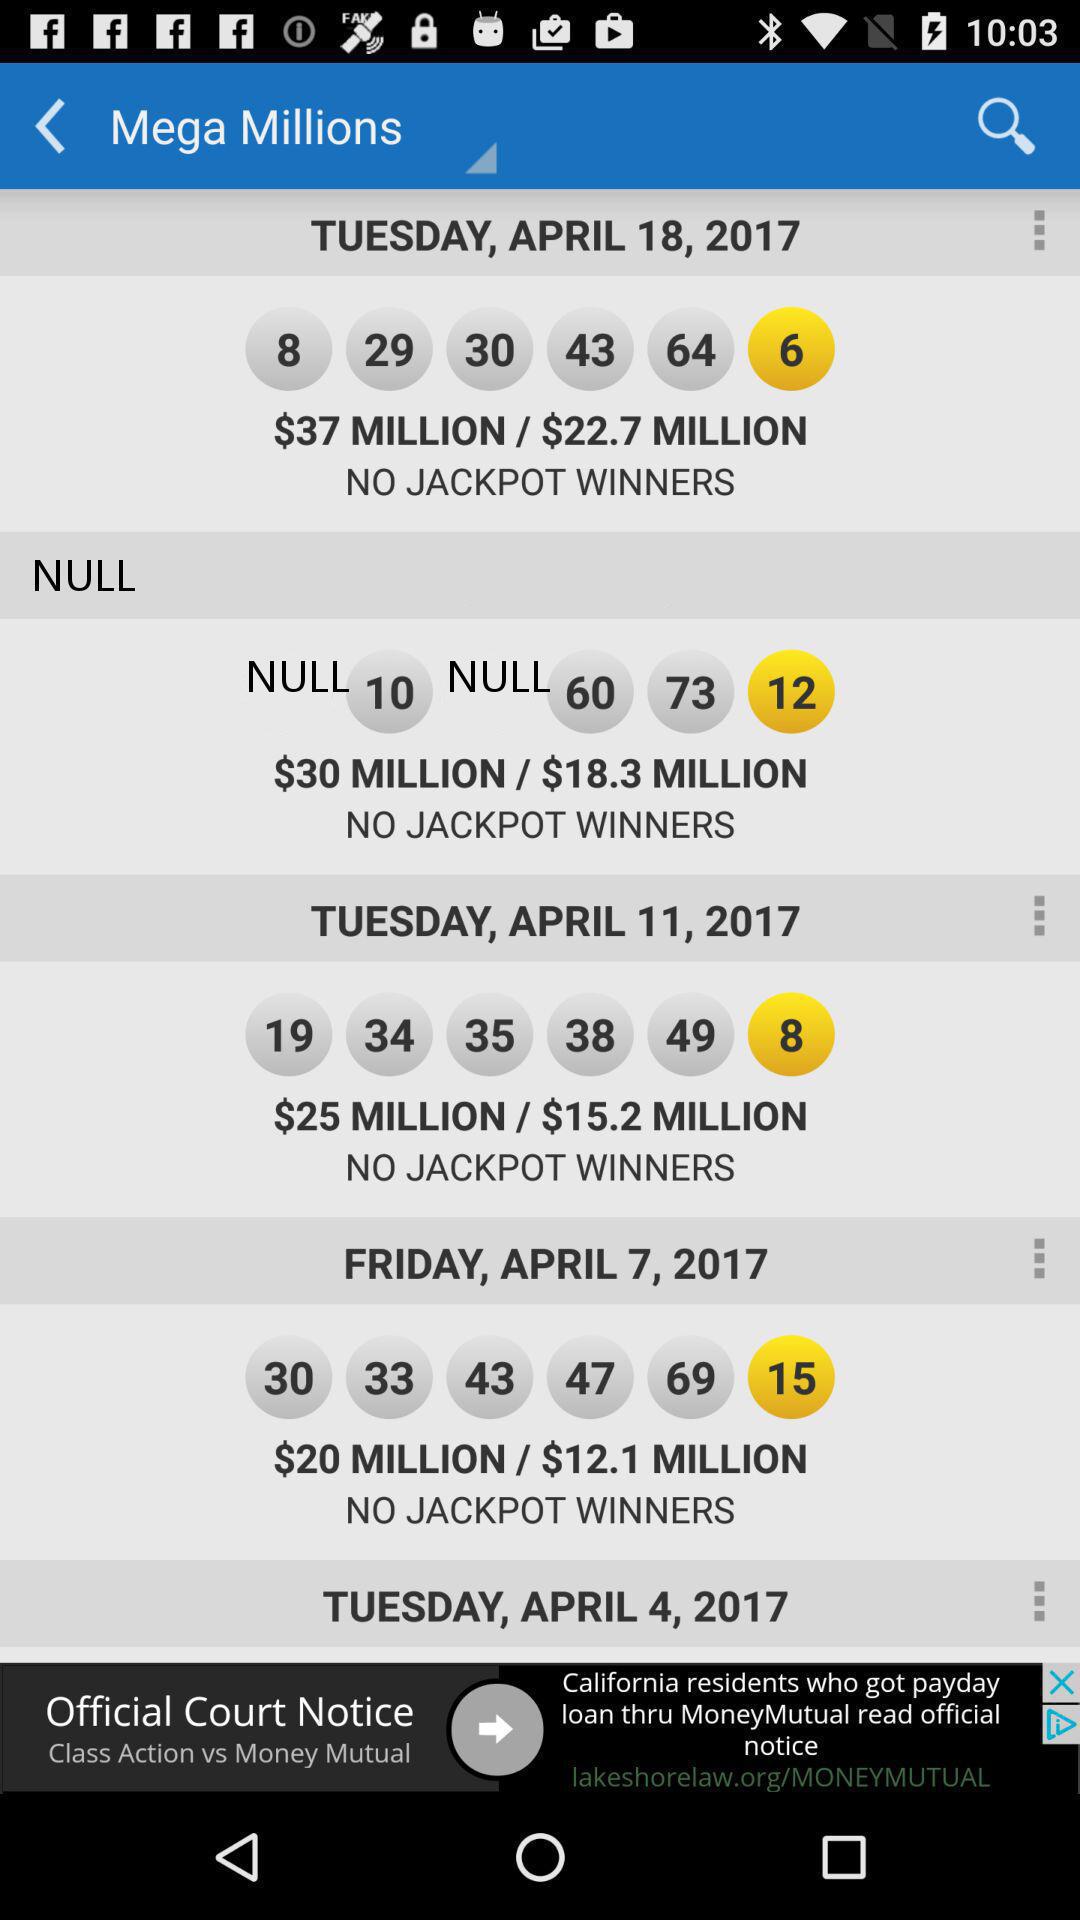 FAKE
10:03
Mega Millions
TUESDAY, APRIL 18, 2017
8 29 30 43 64 6
$37 MILLION / $22.7 MILLION
NO JACKPOT WINNERS
NULL
NULL 10 NULL 60 73 12
$30 MILLION / $18.3 MILLION
NO JACKPOT WINNERS
TUESDAY, APRIL 11, 2017
19 34 35 38 49 8
$25 MILLION / $15.2 MILLION
NO JACKPOT WINNERS
FRIDAY, APRIL 7, 2017
30 33 43 47 69 15
$20 MILLION / $12.1 MILLION
NO JACKPOT WINNERS
TUESDAY, APRIL 4, 2017
Official Court Notice
Class Action vs Money Mutual
California residents who got payday
loan thru MoneyMutual read official
notice
lakeshorelaw.org/MONEYMUTUAL